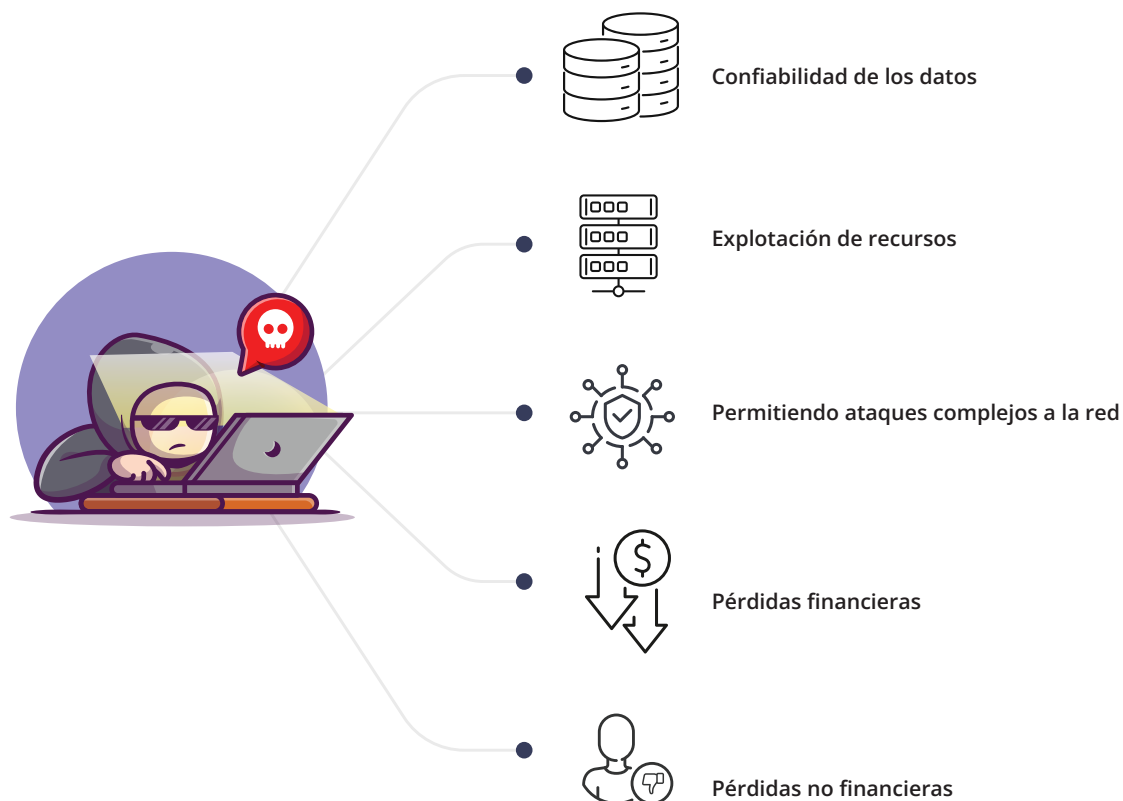 Confiabilidad de los datos
Explotación de recursos
Permitiendo ataques complejos a la red
Pérdidas financieras
Pérdidas no financieras